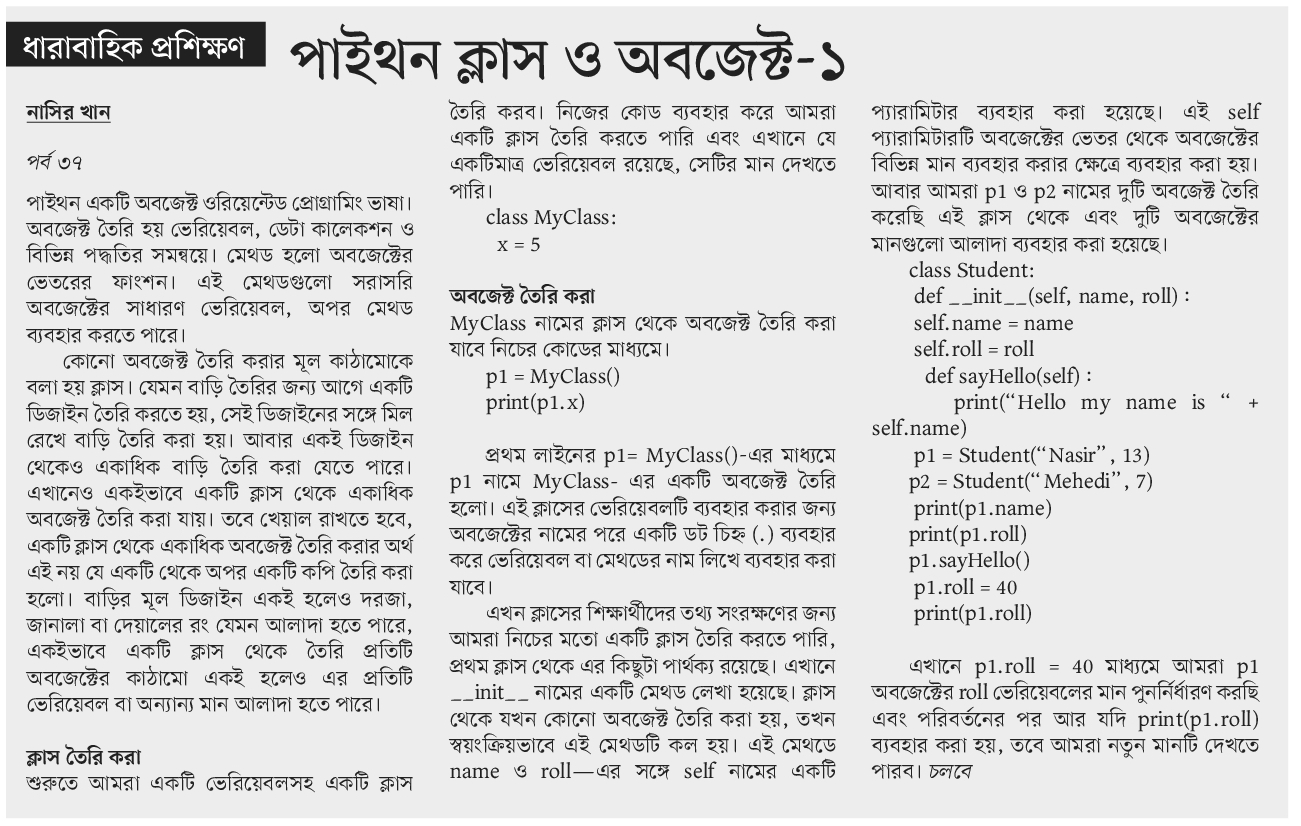 ধারাবাহিক প্রশিক্ষণ
পাইথন ক্লাস ও অবজেক্ট-১
নাসির খান
পর্ব ৩৭
পাইথন একটি অবজেক্ট ওরিয়েন্টেড প্রোগ্রামিং ভাষা।
অবজেক্ট তৈরি হয় ভেরিয়েবল, ডেটা কালেকশন ও
বিভিন্ন পদ্ধতির সমন্বয়ে। মেথড হলো অবজেক্টের
ভেতরের ফাংশন। এই মেথডগুলো সরাসরি
অবজেক্টের সাধারণ ভেরিয়েবল, অপর মেথড
ব্যবহার করতে পারে।
কোনো অবজেক্ট তৈরি করার মূল কাঠামোকে
বলা হয় ক্লাস। যেমন বাড়ি তৈরির জন্য আগে একটি
ডিজাইন তৈরি করতে হয়, সেই ডিজাইনের সঙ্গে মিল
রেখে বাড়ি তৈরি করা হয়। আবার একই ডিজাইন
থেকেও একাধিক বাড়ি তৈরি করা যেতে পারে।
এখানেও একইভাবে একটি ক্লাস থেকে একাধিক
অবজেক্ট তৈরি করা যায়। তবে খেয়াল রাখতে হবে,
একটি ক্লাস থেকে একাধিক অবজেক্ট তৈরি করার অর্থ
এই নয় যে একটি থেকে অপর একটি কপি তৈরি করা
হলো। বাড়ির মূল ডিজাইন একই হলেও দরজা,
জানালা বা দেয়ালের রং যেমন আলাদা হতে পারে,
একইভাবে একটি ক্লাস থেকে তৈরি প্রতিটি
অবজেক্টের কাঠামো একই হলেও এর প্রতিটি
ভেরিয়েবল বা অন্যান্য মান আলাদা হতে পারে।
ক্লাস তৈরি করা
শুরুতে আমরা একটি ভেরিয়েবলসহ একটি ক্লাস
তৈরি করব। নিজের কোড ব্যবহার করে আমরা
একটি ক্লাস তৈরি করতে পারি এবং এখানে যে
একটিমাত্র ভেরিয়েবল রয়েছে, সেটির মান দেখতে
পারি।
class MyClass:
x = 5
অবজেক্ট তৈরি করা
MyClass নামের ক্লাস থেকে অবজেক্ট তৈরি করা
যাবে নিচের কোডের মাধ্যমে।
p1 = MyClass()
print(p1.x)
প্রথম লাইনের p1= MyClass()-এর মাধ্যমে
p1 নামে MyClass- এর একটি অবজেক্ট তৈরি
হলো। এই ক্লাসের ভেরিয়েবলটি ব্যবহার করার জন্য
অবজেক্টের নামের পরে একটি ডট চিহ্ন (.) ব্যবহার
করে ভেরিয়েবল বা মেথডের নাম লিখে ব্যবহার করা
যাবে।
এখন ক্লাসের শিক্ষার্থীদের তথ্য সংরক্ষণের জন্য
আমরা নিচের মতো একটি ক্লাস তৈরি করতে পারি,
প্রথম ক্লাস থেকে এর কিছুটা পার্থক্য রয়েছে। এখানে
__init__ নামের একটি মেথড লেখা হয়েছে। ক্লাস
থেকে যখন কোনো অবজেক্ট তৈরি করা হয়, তখন
স্বয়ংক্রিয়ভাবে এই মেথডটি কল হয়। এই মেথডে
name ও roll—এর সঙ্গে self নামের একটি
প্যারামিটার ব্যবহার করা হয়েছে। এই self
প্যারামিটারটি অবজেক্টের ভেতর থেকে অবজেক্টের
বিভিন্ন মান ব্যবহার করার ক্ষেত্রে ব্যবহার করা হয়।
আবার আমরা p1 ও p2 নামের দুটি অবজেক্ট তৈরি
করেছি এই ক্লাস থেকে এবং দুটি অবজেক্টের
মানগুলো আলাদা ব্যবহার করা হয়েছে।
class Student:
def __init__(self, name, roll) :
self.name = name
self.roll = roll
def sayHello(self) :
print(“Hello my name is “ +
self.name)
p1 = Student(“Nasir”, 13)
p2 = Student(“Mehedi”, 7)
print(p1.name)
print(p1.roll)
p1.sayHello()
p1.roll = 40
print(p1.roll)
এখানে p1.roll = 40 মাধ্যমে আমরা p1
অবজেক্টের roll ভেরিয়েবলের মান পুনর্নির্ধারণ করছি
এবং পরিবর্তনের পর আর যদি print(p1.roll)
ব্যবহার করা হয়, তবে আমরা নতুন মানটি দেখতে
পারব। চলবে